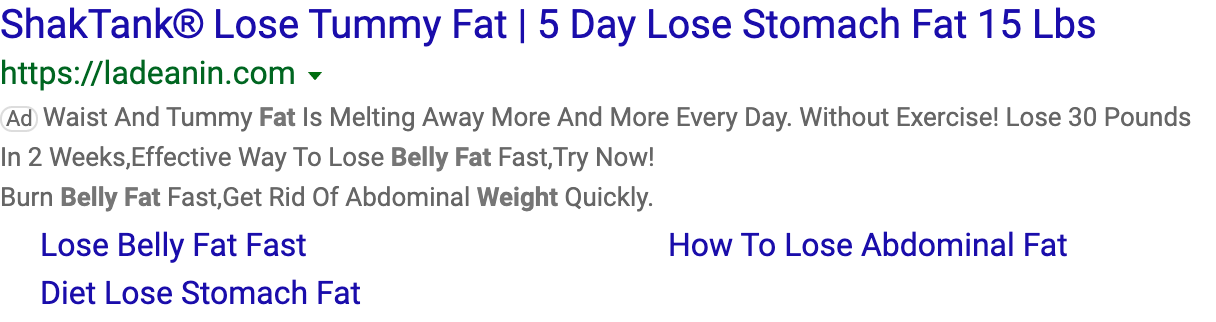 ShakTank® Lose Tummy Fat | 5 Day Lose Stomach Fat 15 Lbs
https://ladeanin.com
Ad Waist And Tummy Fat Is Melting Away More And More Every Day. Without Exercise! Lose 30 Pounds
In 2 Weeks,Effective Way To Lose Belly Fat Fast,Try Now!
Burn Belly Fat Fast,Get Rid Of Abdominal Weight Quickly.
Lose Belly Fat Fast How To Lose Abdominal Fat
Diet Lose Stomach Fat